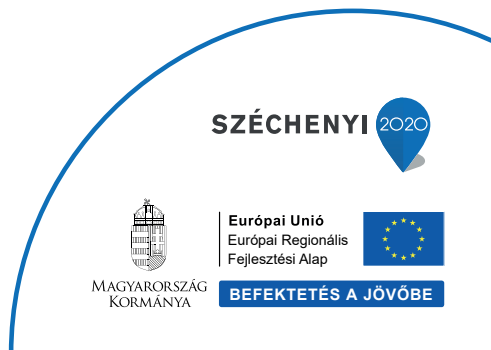 SZÉCHENYI 2020
Európai Unió
Európai Regionális
Fejlesztési Alap
MAGYARORSZÁG
KORMÁNYA
BEFEKTETÉS A JÖVŐBE